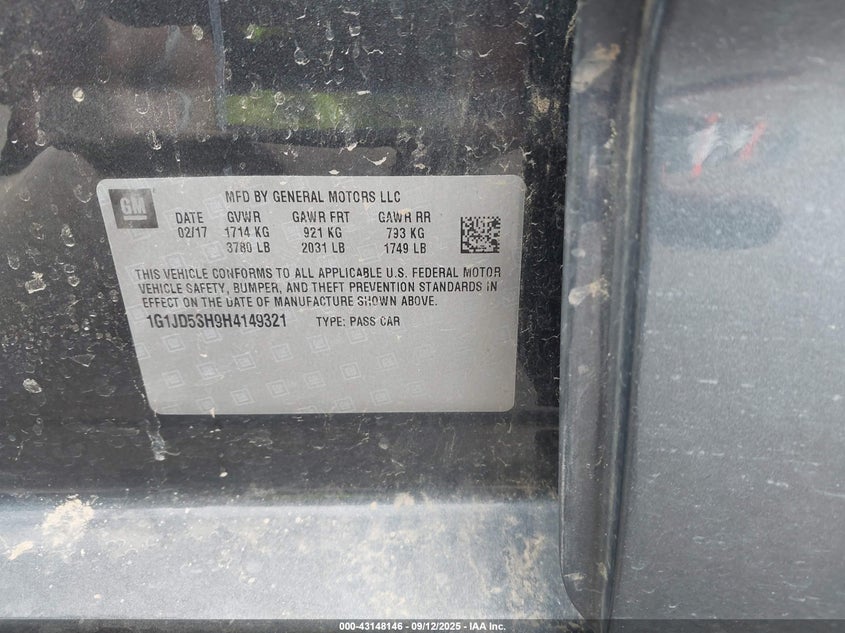 GM
MFD BY GENERAL MOTORS LLC
DATE GVWR GAWR FRT GAWR RR
02/17 1714 KG 921 KG 793 KG
3780 LB 2031 LB 1749 LB
THIS VEHICLE CONFORMS TO ALL APPLICABLE U.S. FEDERAL MOTOR
VEHICLE SAFETY, BUMPER, AND THEFT PREVENTION STANDARDS IN
EFFECT ON THE DATE OF MANUFACTURE SHOWN ABOVE.
1G1JD5SH9H4149321 TYPE: PASS CAR
000-43148146 - 09/12/2025 - IAA Inc.